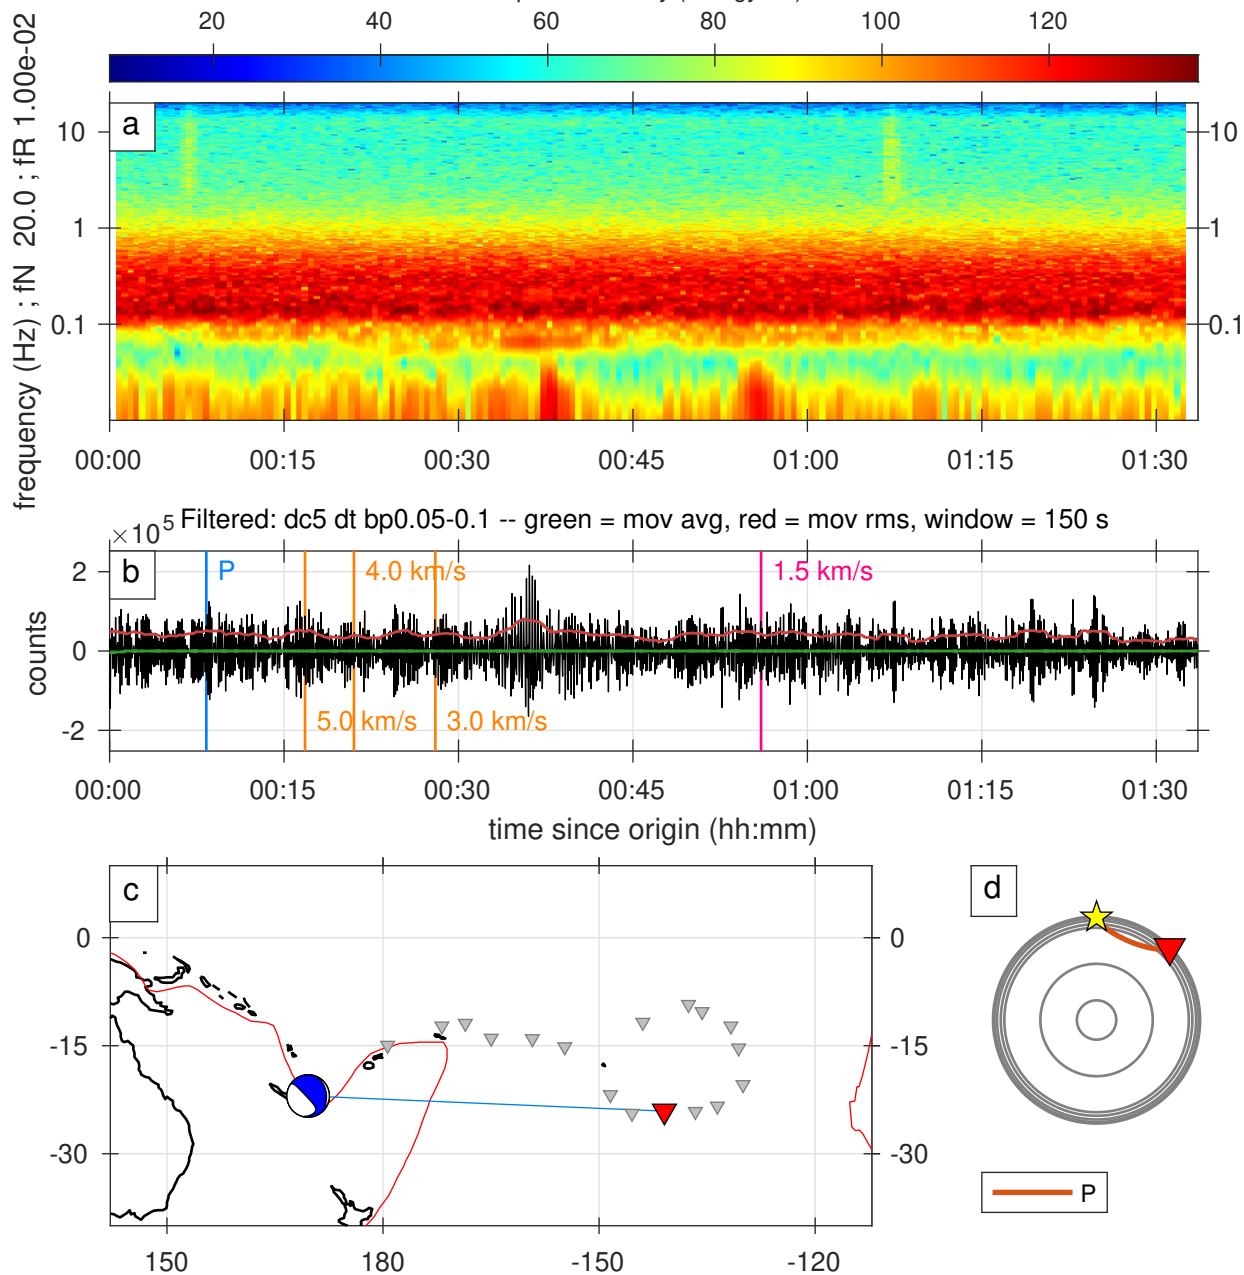 20 40 60 80 100 120
frequency (Hz) ; fN 20.0 ; fR 1.00e-02
a
10 10
1 1
0.1 0.1
00:00 00:15 00:30 00:45 01:00 01:15 01:30
×10^5 Filtered: dc5 dt bp0.05-0.1 -- green = mov avg, red = mov rms, window = 150 s
b
P 4.0 km/s 1.5 km/s
5.0 km/s 3.0 km/s
counts
2
0
-2
00:00 00:15 00:30 00:45 01:00 01:15 01:30
time since origin (hh:mm)
c
0 0
-15 -15
-30 -30
150 180 -150 -120
d
P